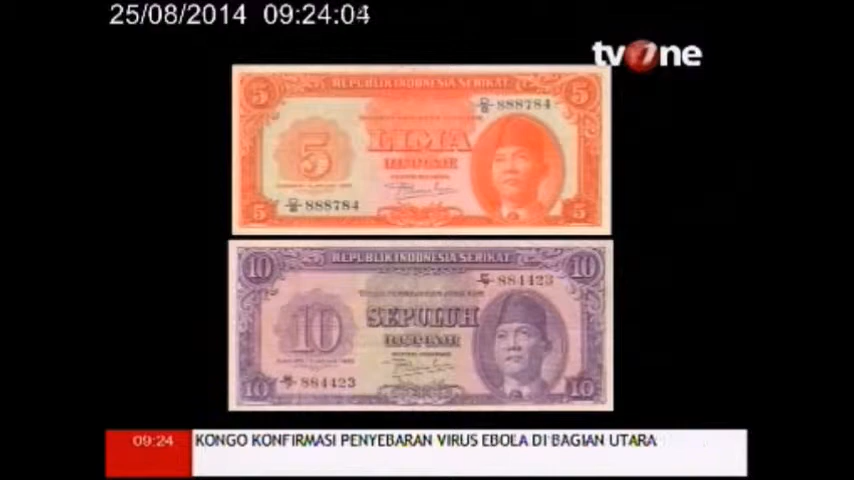 25/08/2014 09:24:04
tvOne
REPUBLIK INDONESIA SERIKAT
5 5
888784
5
LIMA
RUPIAH
888784
5 5
REPUBLIK INDONESIA SERIKAT
10 10
884423
10
SEPULUH
RUPIAH
884423
10 10
09:24 KONGO KONFIRMASI PENYEBARAN VIRUS EBOLA DI BAGIAN UTARA